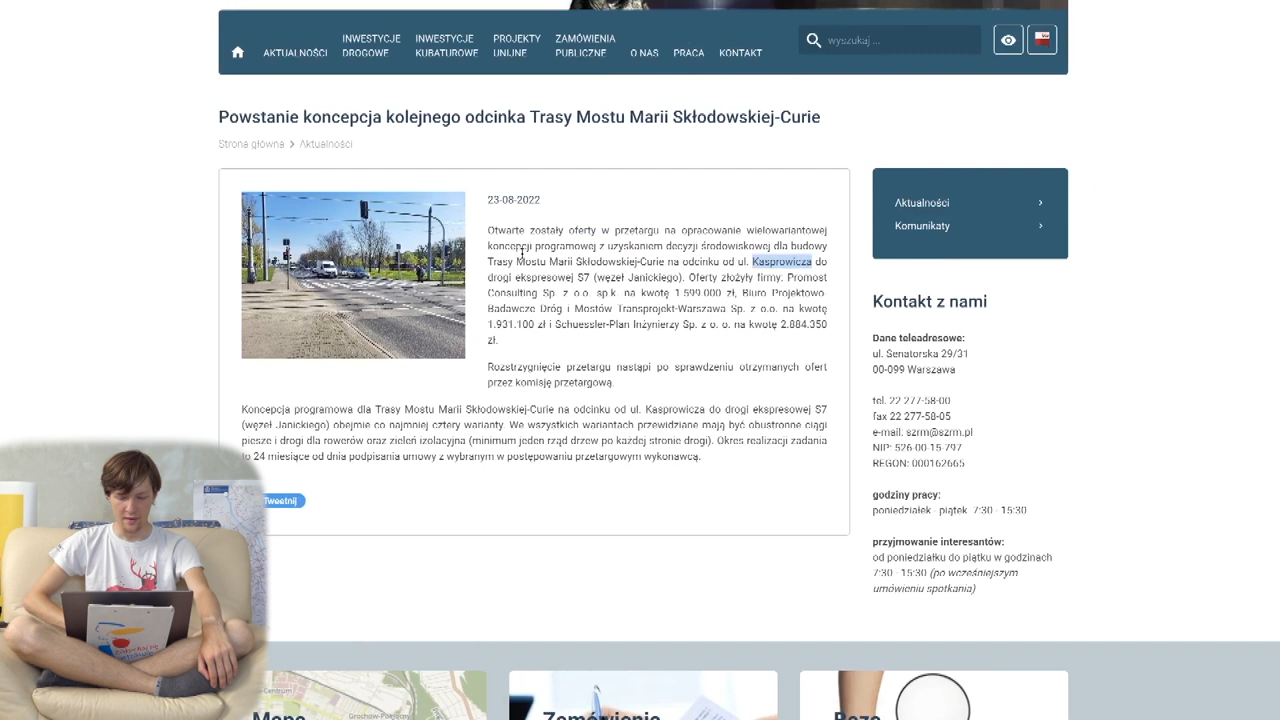 AKTUALNOŚCI
INWESTYCJE
DROGOWE
INWESTYCJE
KUBATUROWE
PROJEKTY
UNIJNE
ZAMÓWIENIA
PUBLICZNE
O NAS
PRACA
KONTAKT
wyszukaj ...
Powstanie koncepcja kolejnego odcinka Trasy Mostu Marii Skłodowskiej-Curie
Strona główna > Aktualności
23-08-2022
Otwarte zostały oferty w przetargu na opracowanie wielowariantowej
koncepcji programowej z uzyskaniem decyzji środowiskowej dla budowy
Trasy Mostu Marii Skłodowskiej-Curie na odcinku od ul. Kasprowicza do
drogi ekspresowej S7 (węzeł Janickiego). Oferty złożyły firmy: Promost
Consulting Sp. z o.o. sp.k. na kwotę 1.599.000 zł, Biuro Projektowo-
Badawcze Dróg i Mostów Transprojekt-Warszawa Sp. z o.o. na kwotę
1.931.100 zł i Schuessler-Plan Inżynierzy Sp. z o. o. na kwotę 2.884.350
zł.
Rozstrzygnięcie przetargu nastąpi po sprawdzeniu otrzymanych ofert
przez komisję przetargową.
Koncepcja programowa dla Trasy Mostu Marii Skłodowskiej-Curie na odcinku od ul. Kasprowicza do drogi ekspresowej S7
(węzeł Janickiego) obejmie co najmniej cztery warianty. We wszystkich wariantach przewidziane mają być obustronne ciągi
piesze i drogi dla rowerów oraz zieleń izolacyjna (minimum jeden rząd drzew po każdej stronie drogi). Okres realizacji zadania
to 24 miesiące od dnia podpisania umowy z wybranym w postępowaniu przetargowym wykonawcą.
Tweetnij
Aktualności
Komunikaty
Kontakt z nami
Dane teleadresowe:
ul. Senatorska 29/31
00-099 Warszawa
tel. 22 277-58-00
fax 22 277-58-05
e-mail: szrm@szrm.pl
NIP: 526-00-15-797
REGON: 000162665
godziny pracy:
poniedziałek - piątek 7:30 - 15:30
przyjmowanie interesantów:
od poniedziałku do piątku w godzinach
7:30 - 15:30 (po wcześniejszym
umówieniu spotkania)
Mapa
Zamówienia
Baza